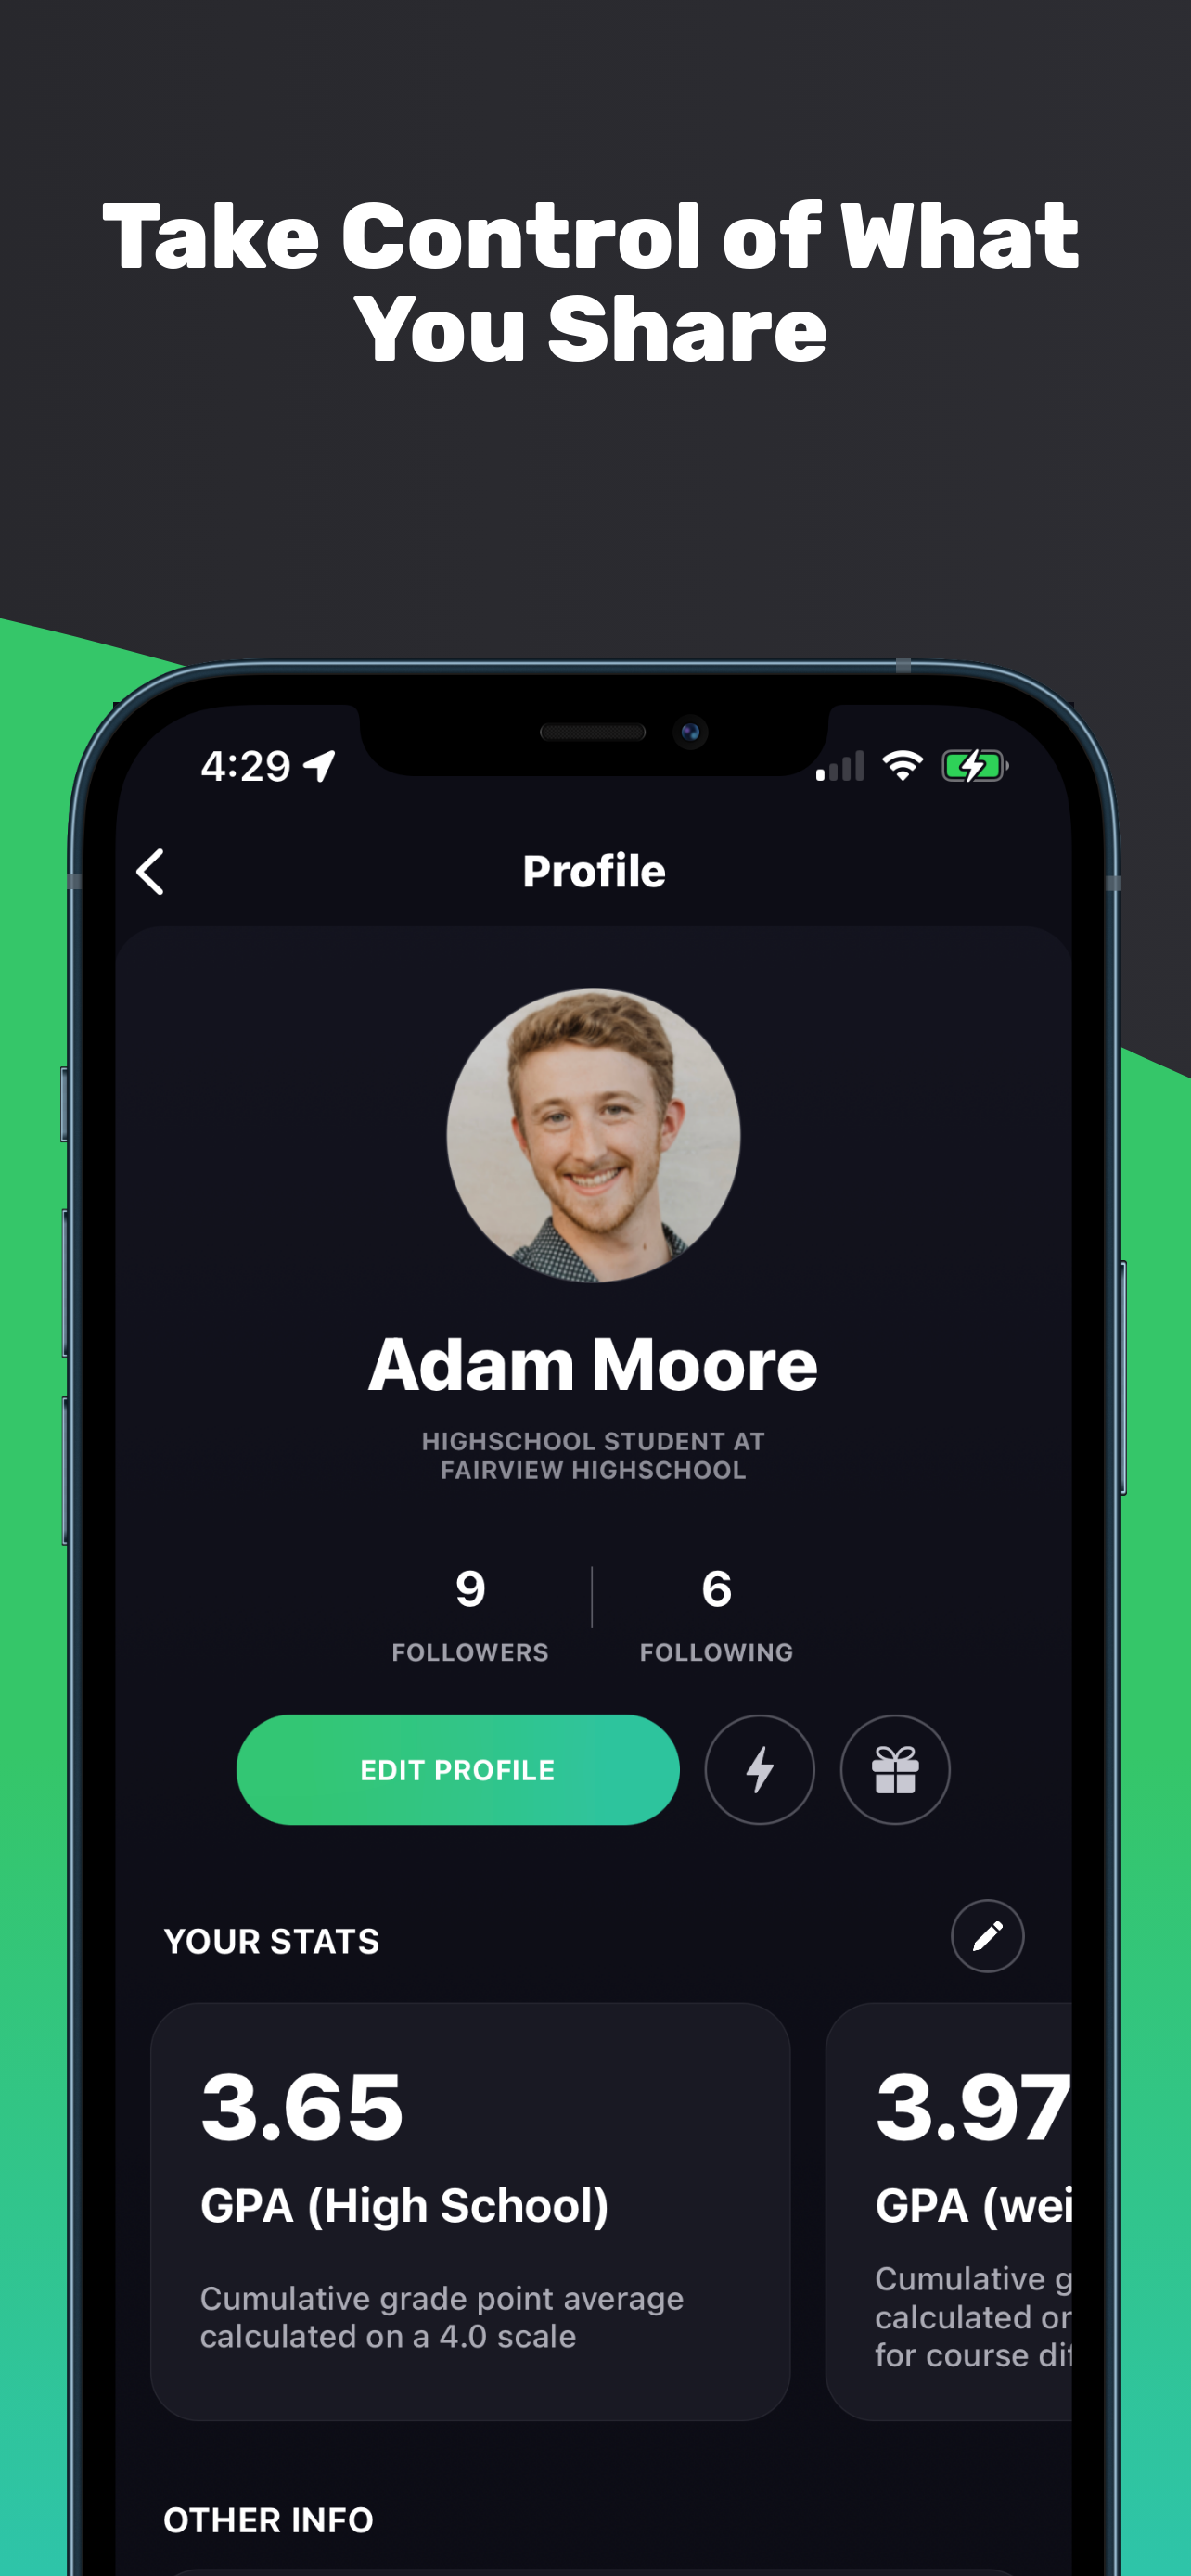 Take Control of What
You Share
4:29
Profile
Adam Moore
HIGHSCHOOL STUDENT AT
FAIRVIEW HIGHSCHOOL
9
6
FOLLOWERS
FOLLOWING
EDIT PROFILE
YOUR STATS
3.65
GPA (High School)
Cumulative grade point average
calculated on a 4.0 scale
3.97
GPA (wei
Cumulative g
calculated or
for course dif
OTHER INFO